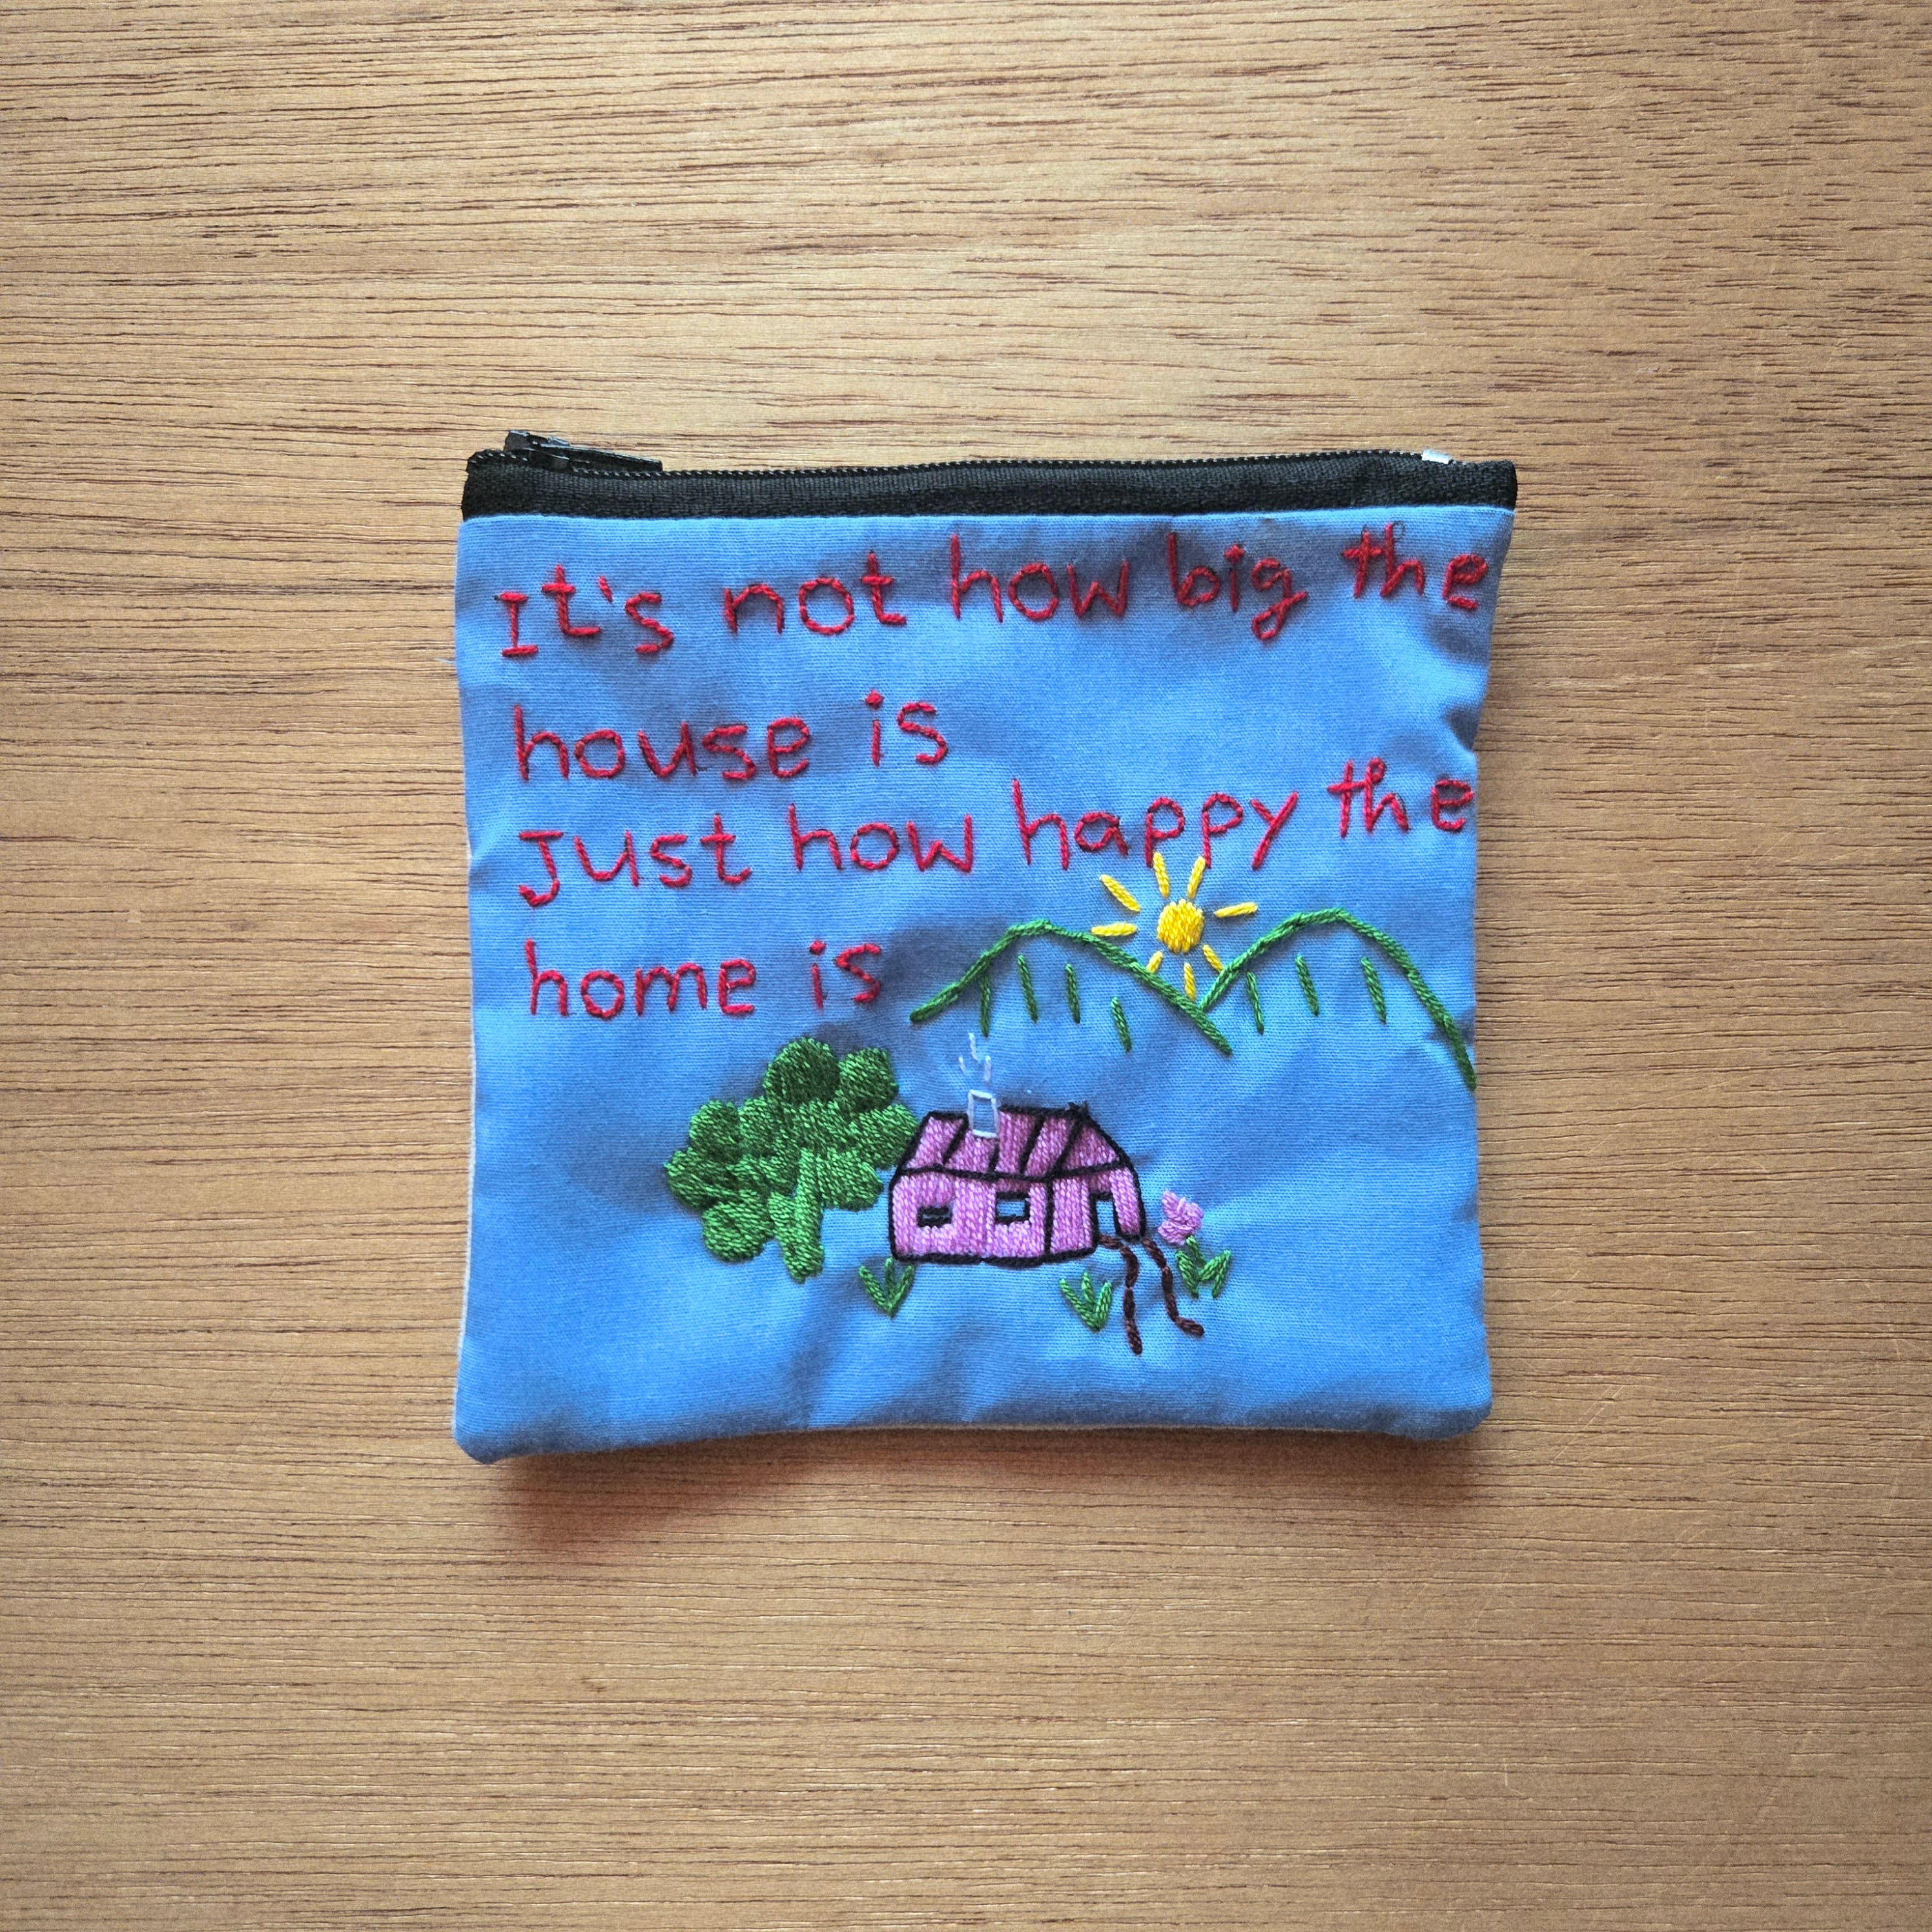 It's not how big the
house is
Just how happy the
home is